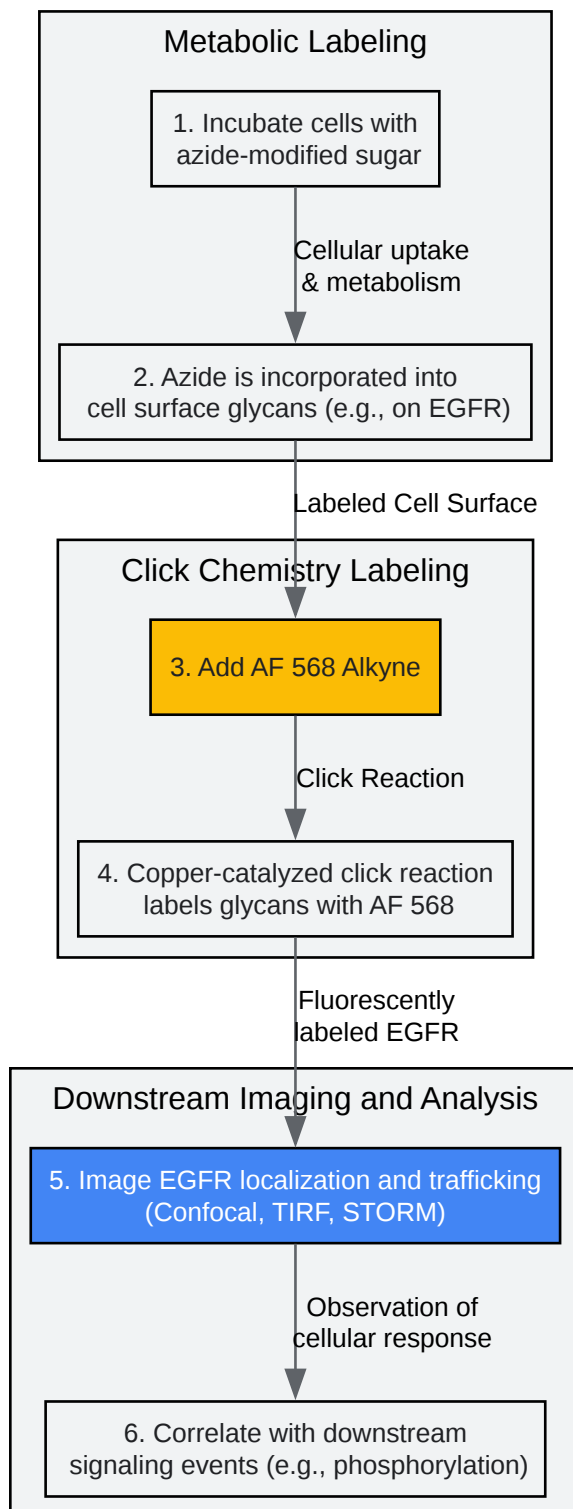 Metabolic Labeling
1. Incubate cells with
azide-modified sugar
Cellular uptake
& metabolism
2. Azide is incorporated into
cell surface glycans (e.g., on EGFR)
Labeled Cell Surface
Click Chemistry Labeling
3. Add AF 568 Alkyne
Click Reaction
4. Copper-catalyzed click reaction
labels glycans with AF 568
Fluorescently
labeled EGFR
Downstream Imaging and Analysis
5. Image EGFR localization and trafficking
(Confocal, TIRF, STORM)
Observation of
cellular response
6. Correlate with downstream
signaling events (e.g., phosphorylation)